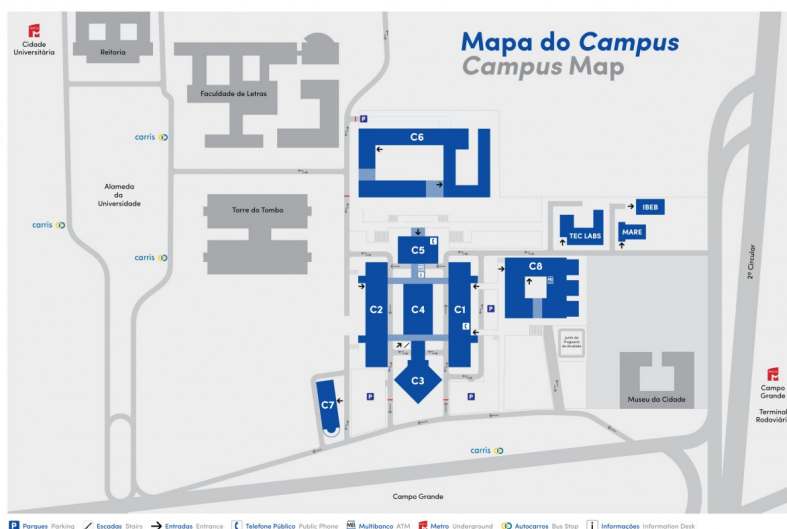 Mapa do Campus
Campus Map
Cidade
Universitária
Reitoria
Faculdade de Letras
P
C6
carris
Alameda
da
Universidade
Torre do Tombo
IBEB
TEC LABS
MARE
carris
C5
carris
C8
MB
2ª Circular
C2
C4
C1
P
Museu da Cidade
C3
C7
P
P
Campo
Grande
Terminal
Rodoviári
carris
Campo Grande
P Parques Parking Escadas Stairs Entradas Entrance Telefone Público Public Phone MB Multibanco ATM Metro Underground Autocarros Bus Stop i Informações Information Desk